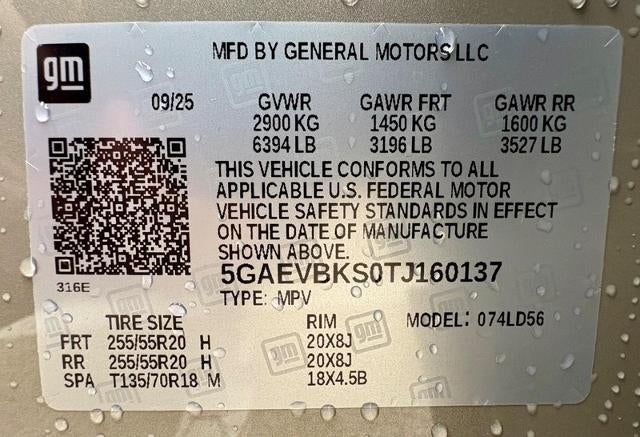 gm
MFD BY GENERAL MOTORS LLC
09/25 GVWR GAWR FRT GAWR RR
2900 KG 1450 KG 1600 KG
6394 LB 3196 LB 3527 LB
THIS VEHICLE CONFORMS TO ALL
APPLICABLE U.S. FEDERAL MOTOR
VEHICLE SAFETY STANDARDS IN EFFECT
ON THE DATE OF MANUFACTURE
SHOWN ABOVE.
5GAEVBKS0TJ160137
316E
TYPE: MPV
TIRE SIZE RIM MODEL: 074LD56
FRT 255/55R20 H 20X8J
RR 255/55R20 H 20X8J
SPA T135/70R18 M 18X4.5B